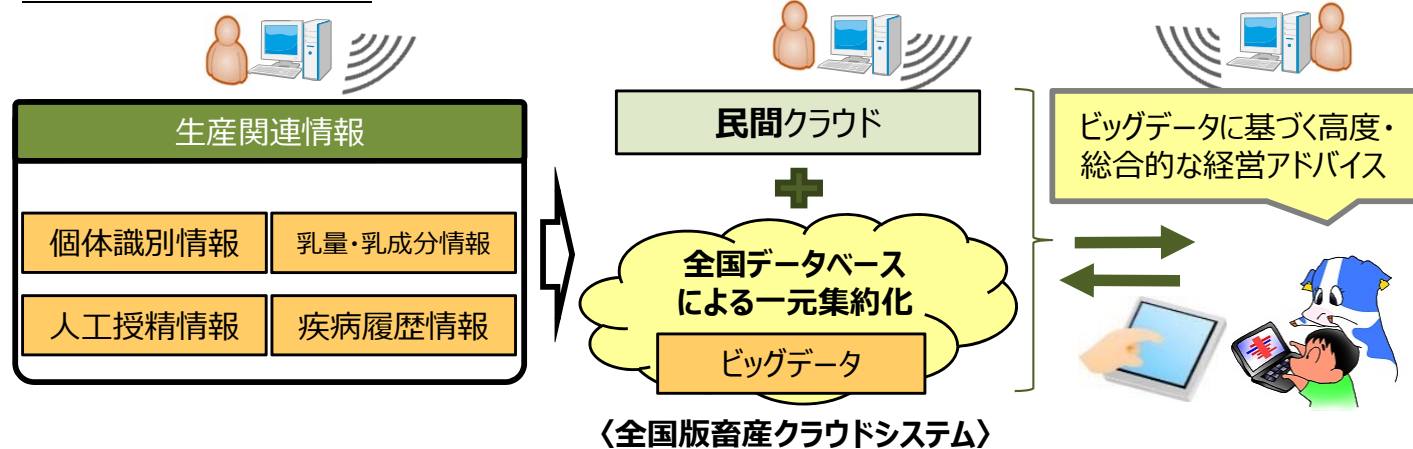 生産関連情報
個体識別情報
乳量・乳成分情報
人工授精情報
疾病履歴情報
民間クラウド
全国データベース
による一元集約化
ビッグデータ
〈全国版畜産クラウドシステム〉
ビッグデータに基づく高度・
総合的な経営アドバイス